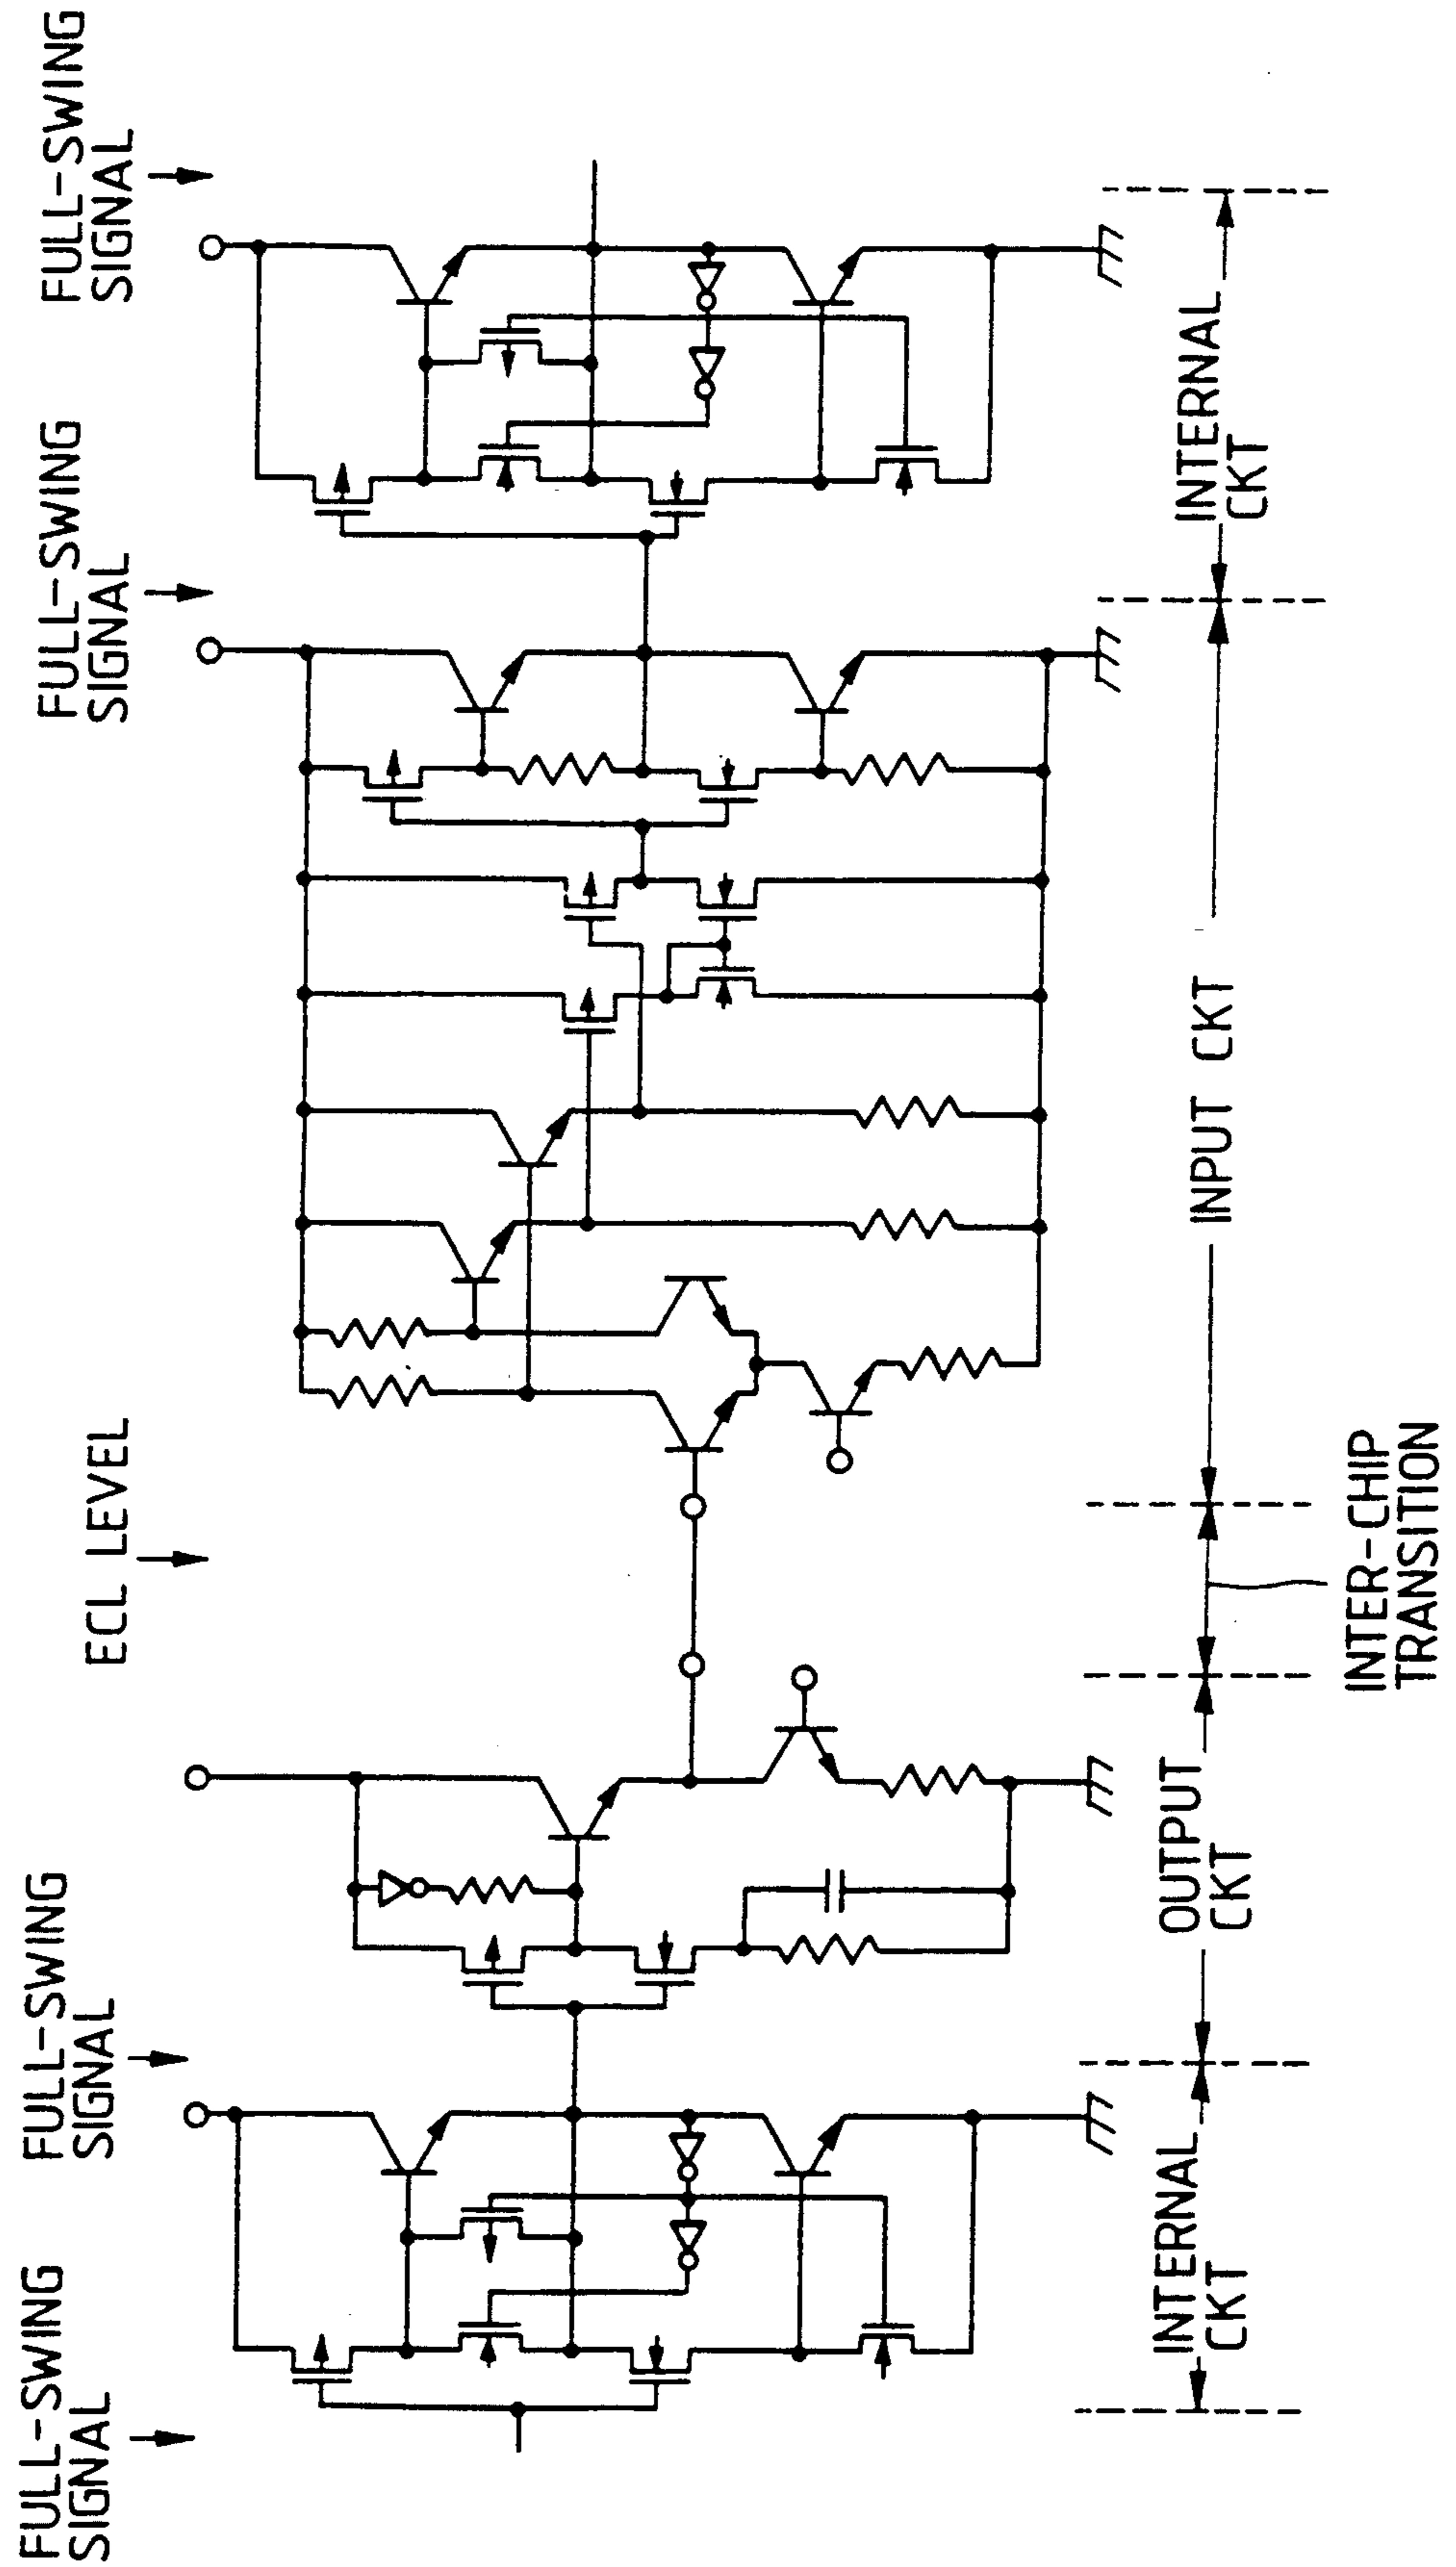 FULL-SWING
SIGNAL
FULL-SWING
SIGNAL
ECL LEVEL
FULL-SWING
SIGNAL
FULL-SWING
SIGNAL
INTERNAL
CKT
OUTPUT
CKT
INTER-CHIP
TRANSITION
INPUT CKT
INTERNAL
CKT